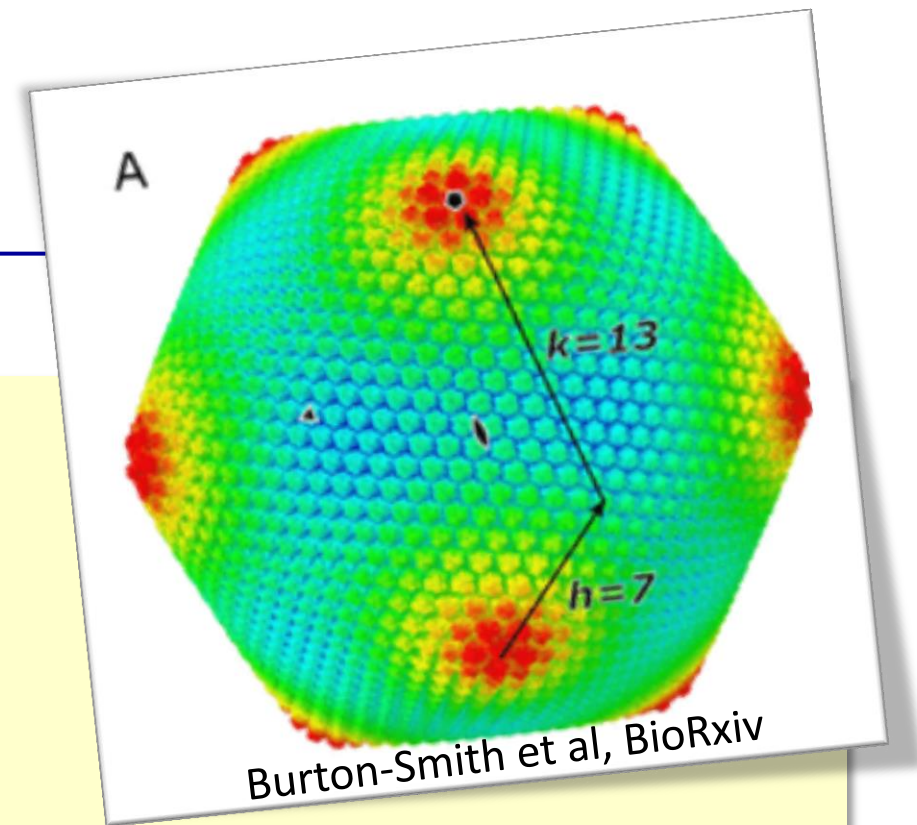 A
k=13
h=7
Burton-Smith et al, BioRxiv